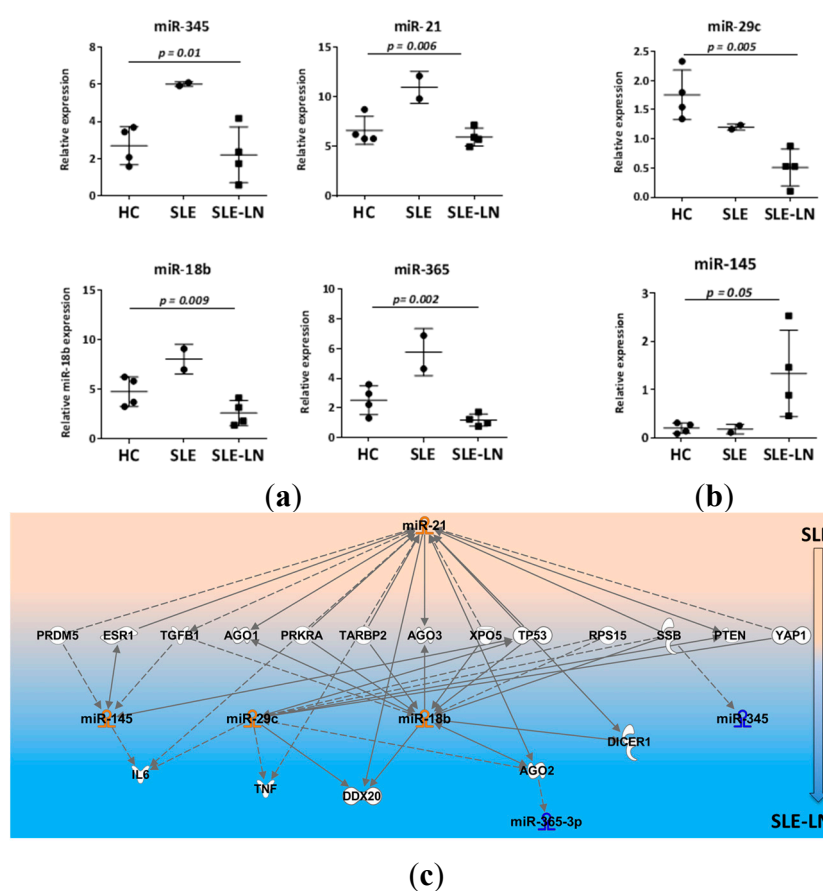 miR-345
Relative expression
8
6
4
2
0
p = 0.01
HC SLE SLE-LN
miR-21
Relative expression
15
10
5
0
p = 0.006
HC SLE SLE-LN
miR-29c
Relative expression
2.5
2.0
1.5
1.0
0.5
0.0
p = 0.005
HC SLE SLE-LN
miR-18b
Relative miR-18b expression
15
10
5
0
p = 0.009
HC SLE SLE-LN
miR-365
Relative expression
10
8
6
4
2
0
p= 0.002
HC SLE SLE-LN
miR-145
Relative expression
3
2
1
0
p = 0.05
HC SLE SLE-LN
(a) (b)
miR-21
PRDM5 ESR1 TGFB1 AGO1 PRKRA TARBP2 AGO3 XPO5 TP53 RPS15 SSB PTEN YAP1
miR-145 miR-29c miR-18b miR-345
DICER1
IL6 TNF DDX20 AGO2
miR-365-3p
SLE-LN
(c)